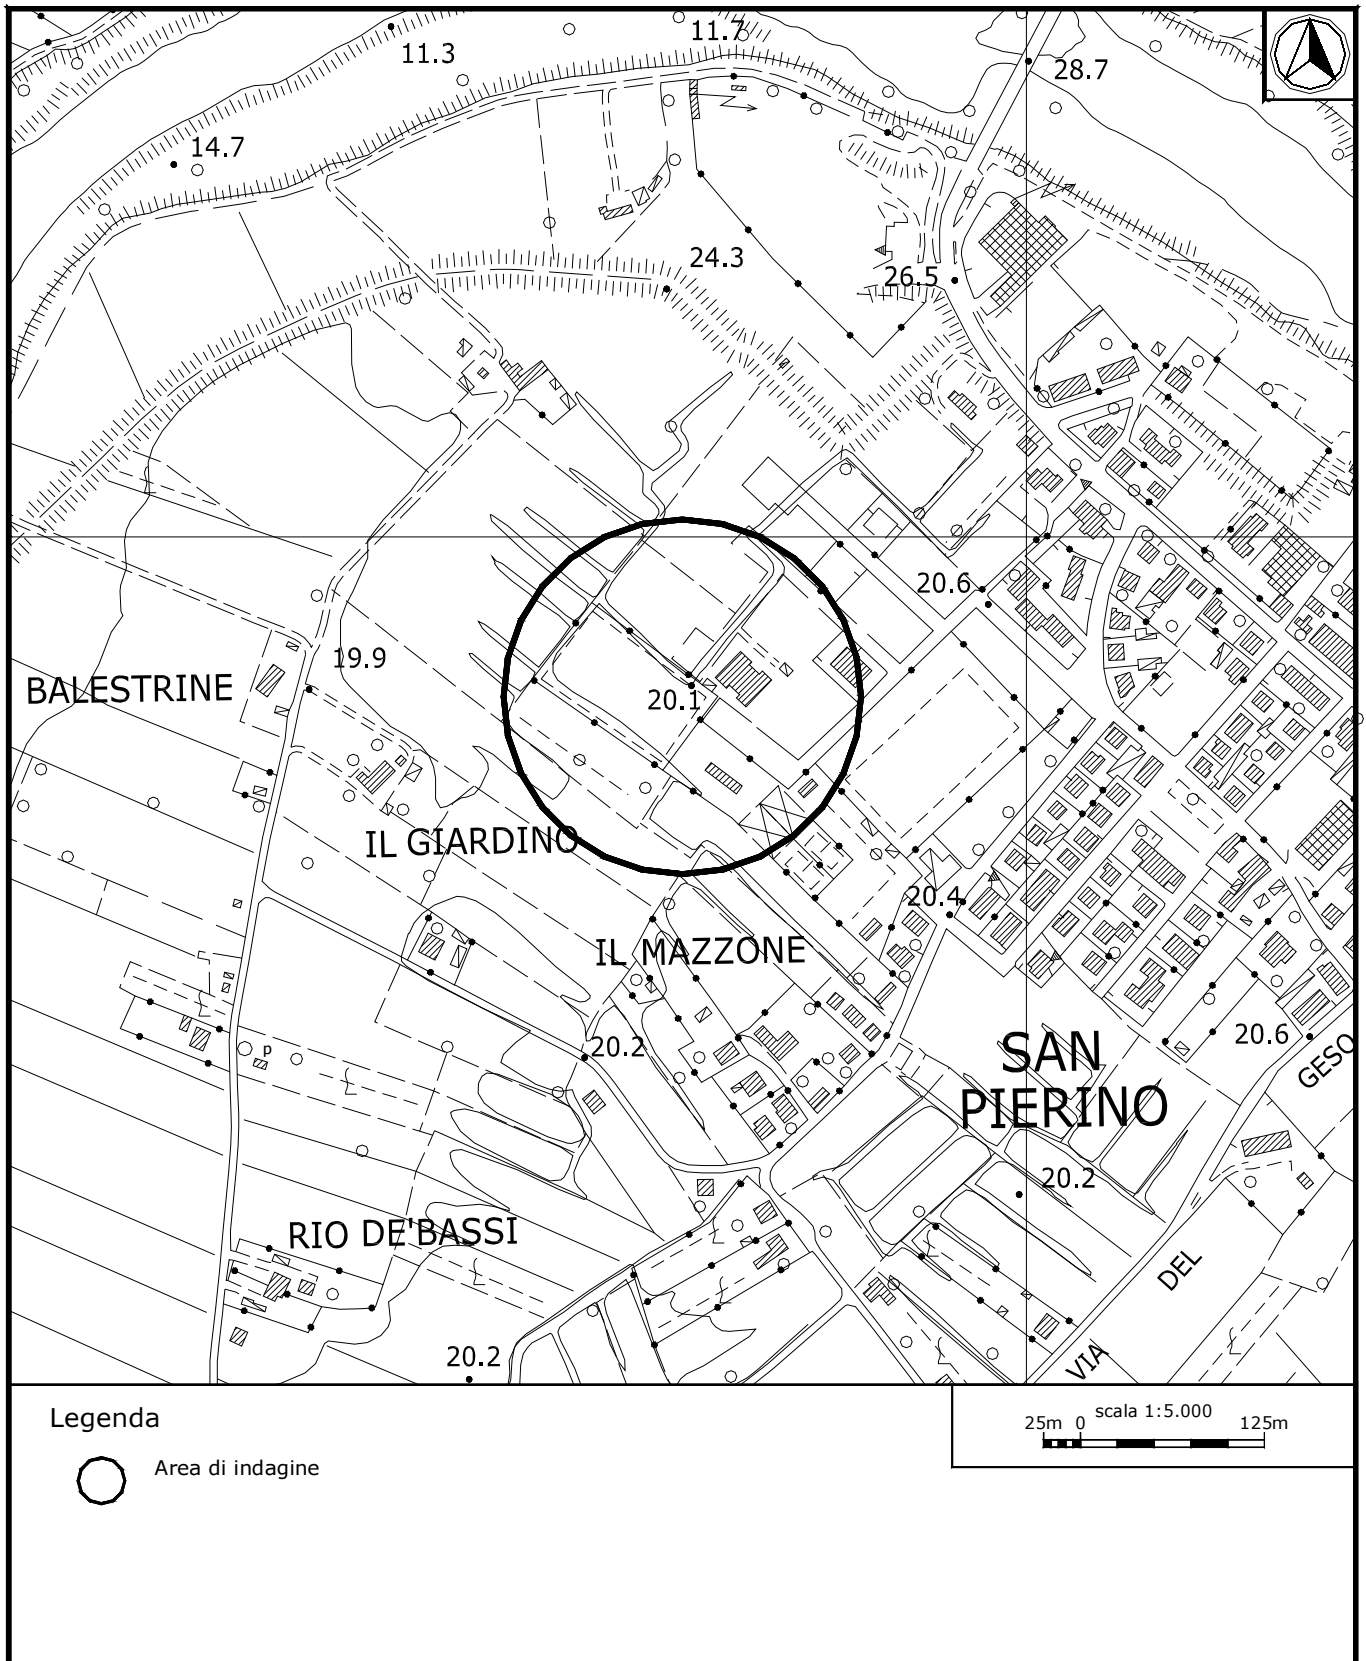 11.7
11.3
28.7
14.7
24.3
26.5
20.6
19.9
BALESTRINE
20.1
IL GIARDINO
20.4
IL MAZZONE
SAN
PIERINO
20.2
20.6
p
GESO
20.2
RIO DE'BASSI
DEL
VIA
20.2
Legenda
Area di indagine
scala 1:5.000
25m 0 125m